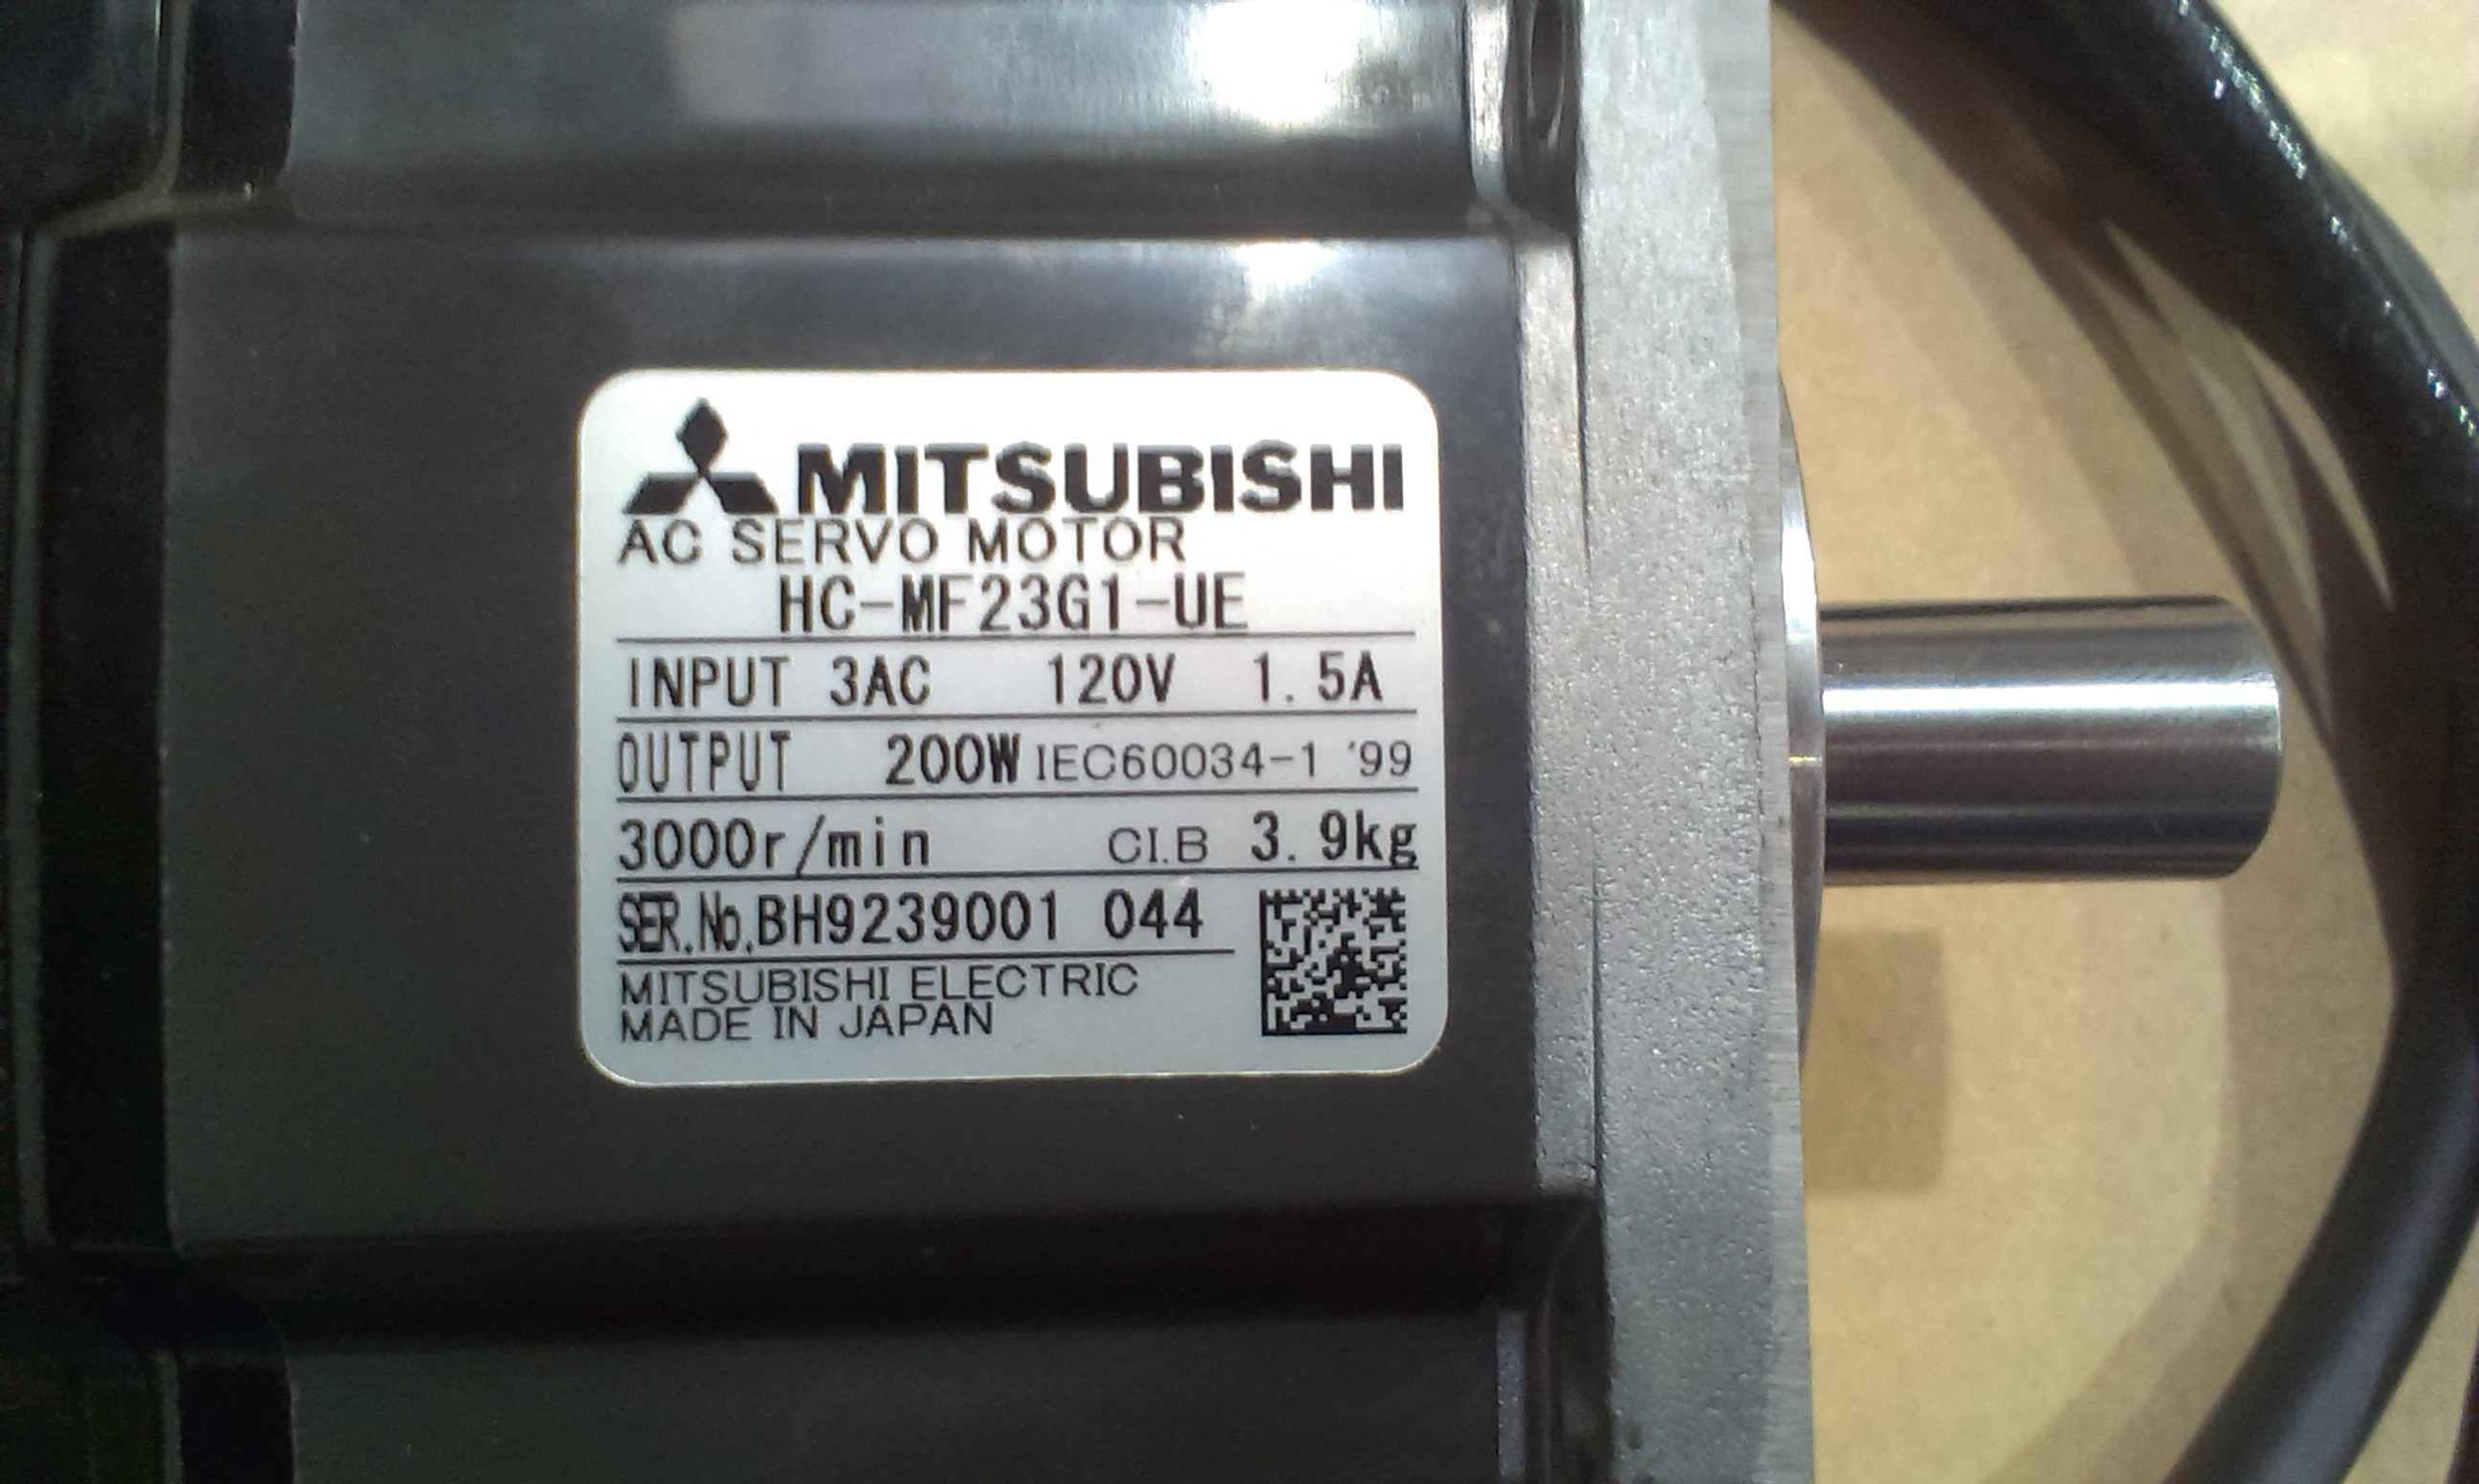 MITSUBISHI
AC SERVO MOTOR
HC-MF23G1-UE
INPUT 3AC 120V 1.5A
OUTPUT 200W IEC60034-1 '99
3000r/min CI.B 3.9kg
SER.No.BH9239001 044
MITSUBISHI ELECTRIC
MADE IN JAPAN